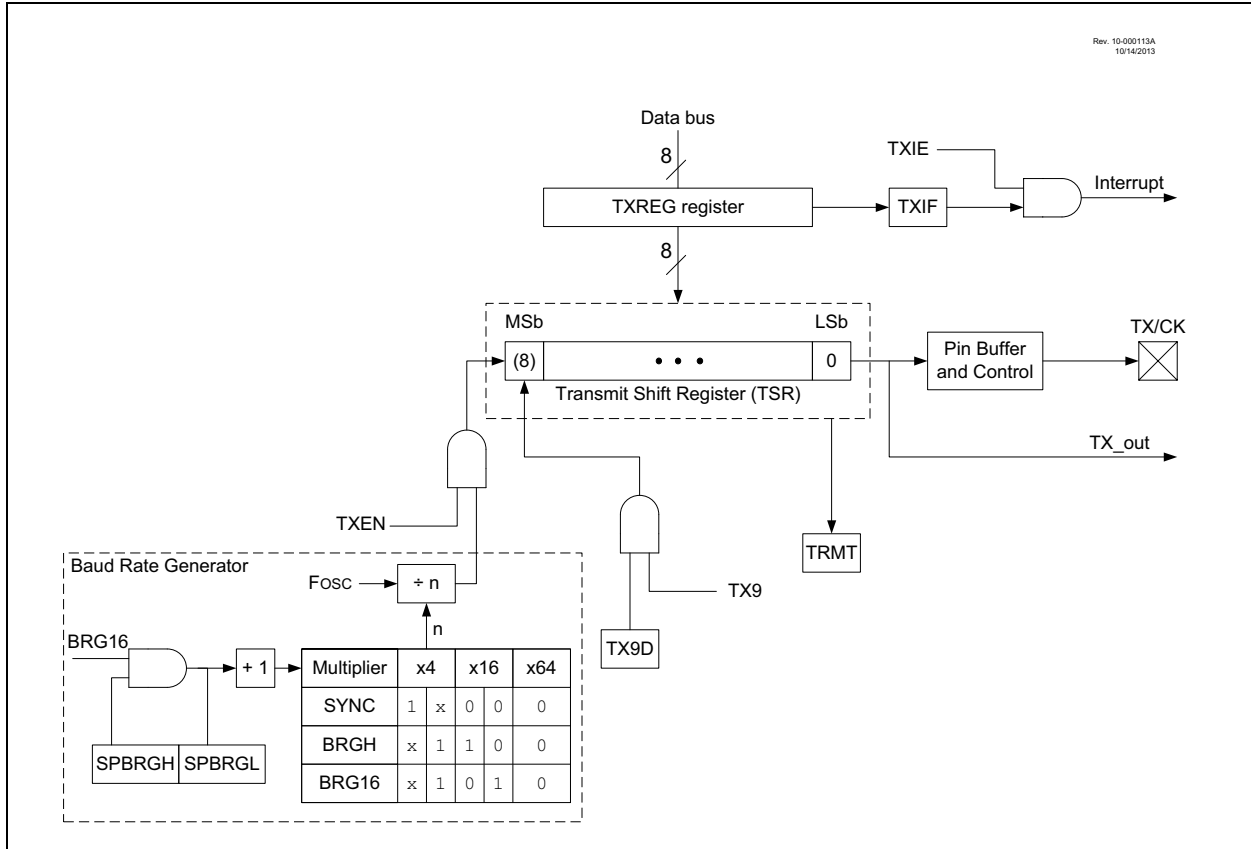 Rev. 10-000113A
10/14/2013
Data bus
8
TXIE
Interrupt
TXREG register
TXIF
8
MSb
LSb
TX/CK
(8)
• • •
0
Pin Buffer
and Control
Transmit Shift Register (TSR)
TX_out
TXEN
TRMT
Baud Rate Generator
FOSC
÷ n
TX9
n
TX9D
BRG16
+ 1
Multiplier x4 x16 x64
SYNC 1 x 0 0 0
BRGH x 1 1 0 0
BRG16 x 1 0 1 0
SPBRGH SPBRGL